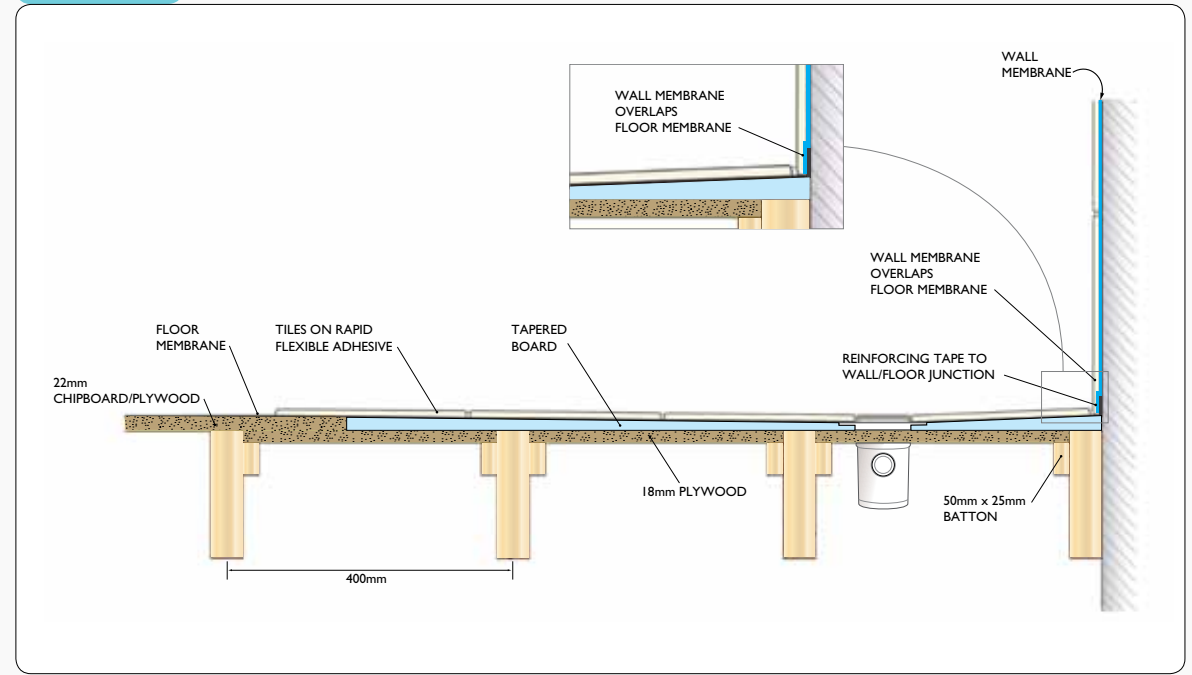 WALL
MEMBRANE
WALL MEMBRANE
OVERLAPS
FLOOR MEMBRANE
WALL MEMBRANE
OVERLAPS
FLOOR MEMBRANE
FLOOR
MEMBRANE
TILES ON RAPID
FLEXIBLE ADHESIVE
TAPERED
BOARD
REINFORCING TAPE TO
WALL/FLOOR JUNCTION
22mm
CHIPBOARD/PLYWOOD
18mm PLYWOOD
50mm x 25mm
BATTON
400mm